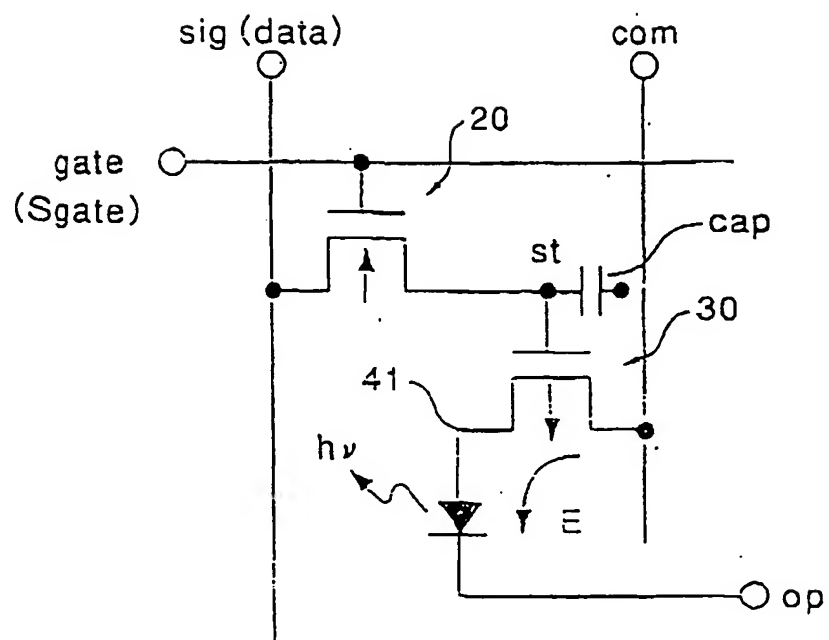 sig (data)
com
20
gate
(Sgate)
cap
st
30
41
hν
E
op